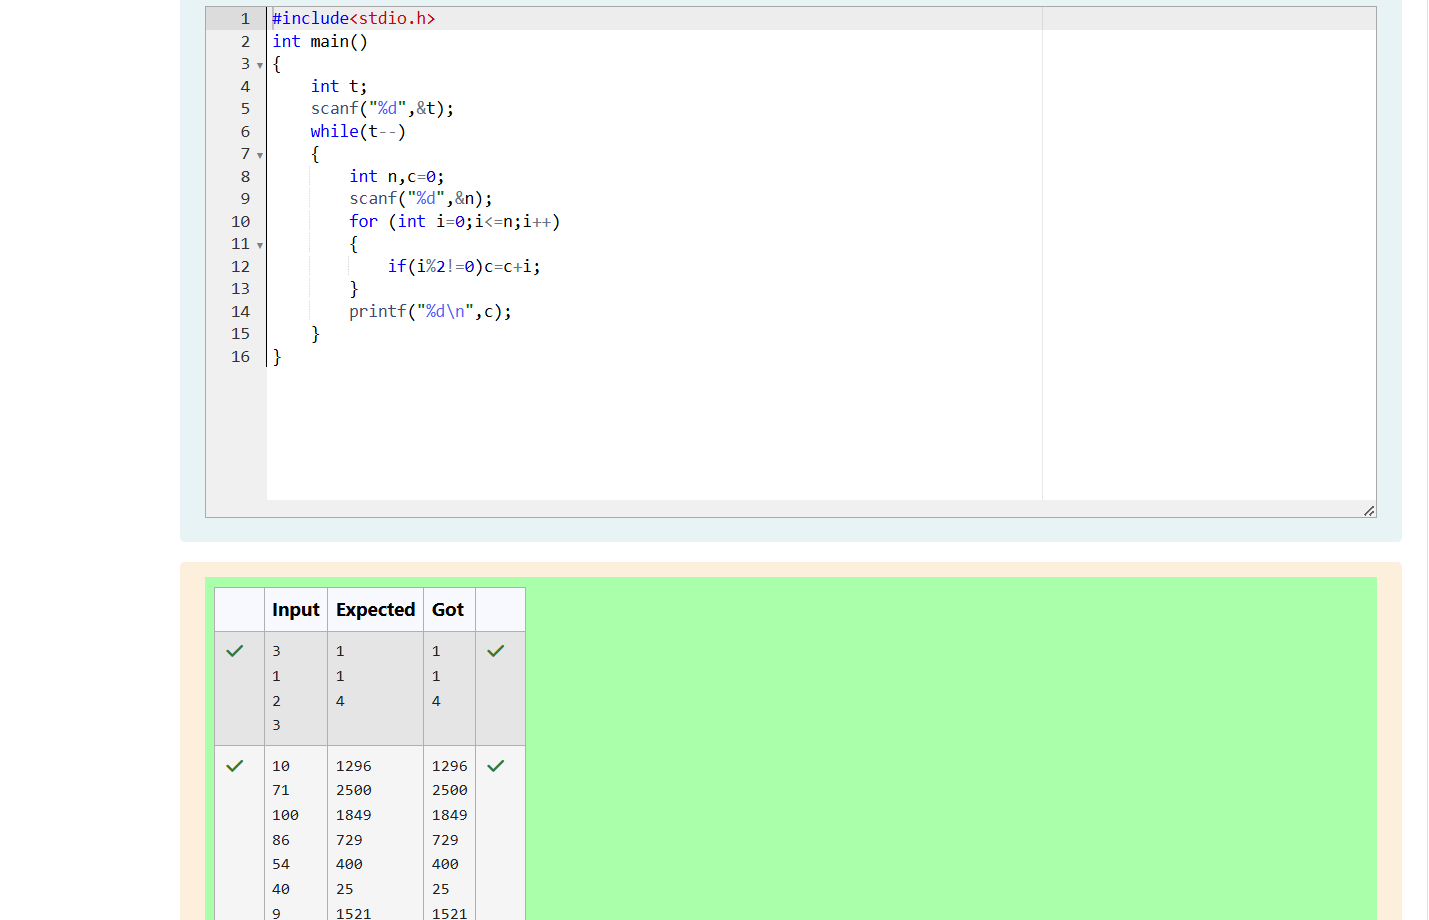 1 #include<stdio.h>
2 int main()
3 {
4 int t;
5 scanf("%d",&t);
6 while(t--)
7 {
8 int n,c=0;
9 scanf("%d",&n);
10 for (int i=0;i<=n;i++)
11 {
12 if(i%2!=0)c=c+i;
13 }
14 printf("%d\n",c);
15 }
16 }
Input Expected Got
3 1 1
1 1 1
2 4 4
3
10 1296 1296
71 2500 2500
100 1849 1849
86 729 729
54 400 400
40 25 25
9 1521 1521